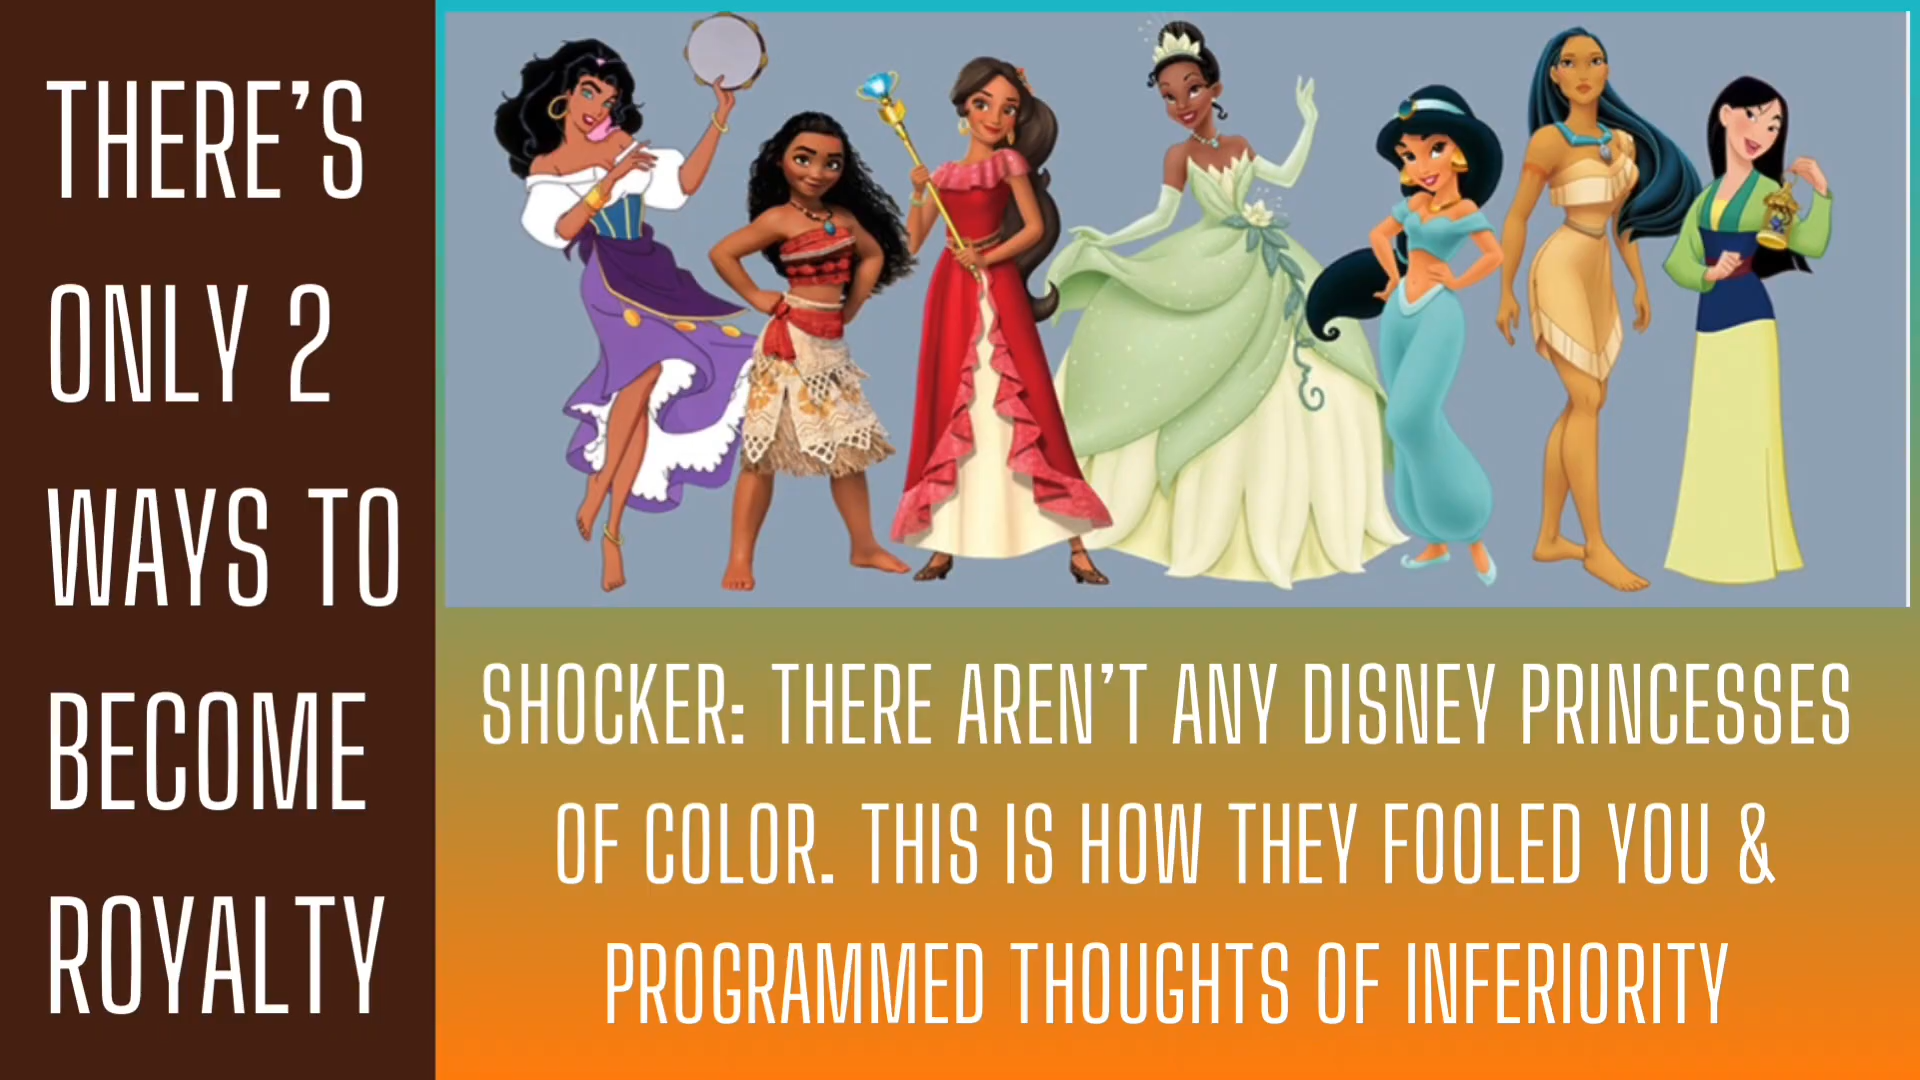 THERE'S
ONLY 2
WAYS TO
BECOME
ROYALTY
SHOCKER: THERE AREN'T ANY DISNEY PRINCESSES
OF COLOR. THIS IS HOW THEY FOOLED YOU &
PROGRAMMED THOUGHTS OF INFERIORITY